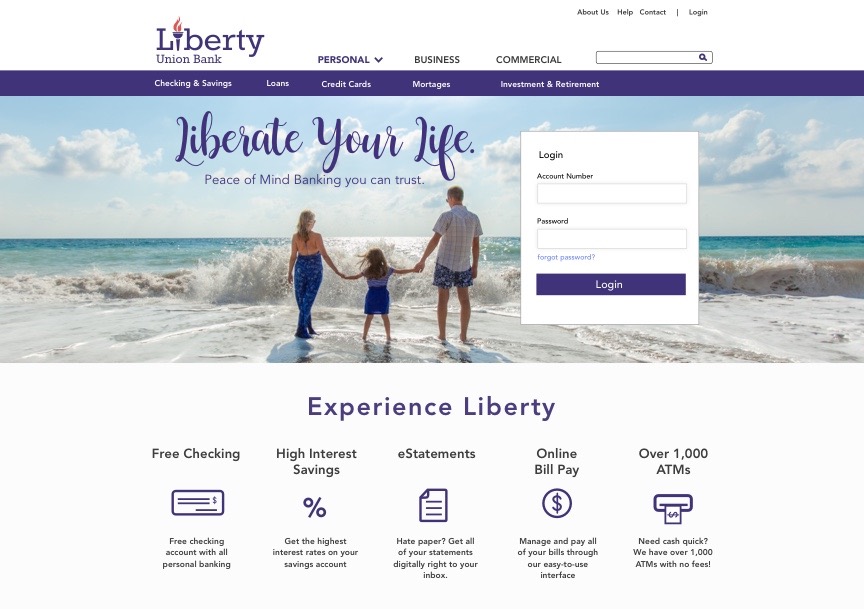 About Us Help Contact | Login
Liberty
Union Bank
PERSONAL BUSINESS COMMERCIAL
Checking & Savings Loans Credit Cards Mortages Investment & Retirement
Liberate Your Life.
Peace of Mind Banking you can trust.
Login
Account Number
Password
forgot password?
Login
Experience Liberty
Free Checking
Free checking
account with all
personal banking
High Interest
Savings
%
Get the highest
interest rates on your
savings account
eStatements
Hate paper? Get all
of your statements
digitally right to your
inbox.
Online
Bill Pay
$
Manage and pay all
of your bills through
our easy-to-use
interface
Over 1,000
ATMs
$
Need cash quick?
We have over 1,000
ATMs with no fees!